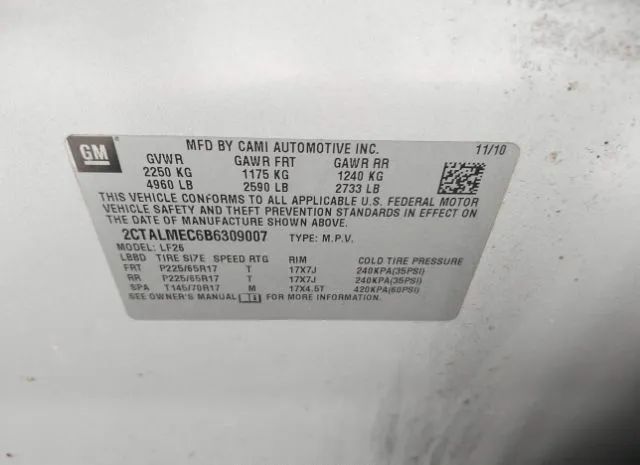 GM
MFD BY CAMI AUTOMOTIVE INC. 11/10
GVWR GAWR FRT GAWR RR
2250 KG 1175 KG 1240 KG
4960 LB 2590 LB 2733 LB
THIS VEHICLE CONFORMS TO ALL APPLICABLE U.S. FEDERAL MOTOR
VEHICLE SAFETY AND THEFT PREVENTION STANDARDS IN EFFECT ON
THE DATE OF MANUFACTURE SHOWN ABOVE.
2CTALMEC6B6309007 TYPE: M.P.V.
MODEL: LF26
LBBD TIRE SIZE SPEED RTG RIM COLD TIRE PRESSURE
FRT P225/65R17 T 17X7J 240KPA(35PSI)
RR P225/65R17 T 17X7J 240KPA(35PSI)
SPA T145/70R17 M 17X4.5T 420KPA(60PSI)
SEE OWNER'S MANUAL FOR MORE INFORMATION.